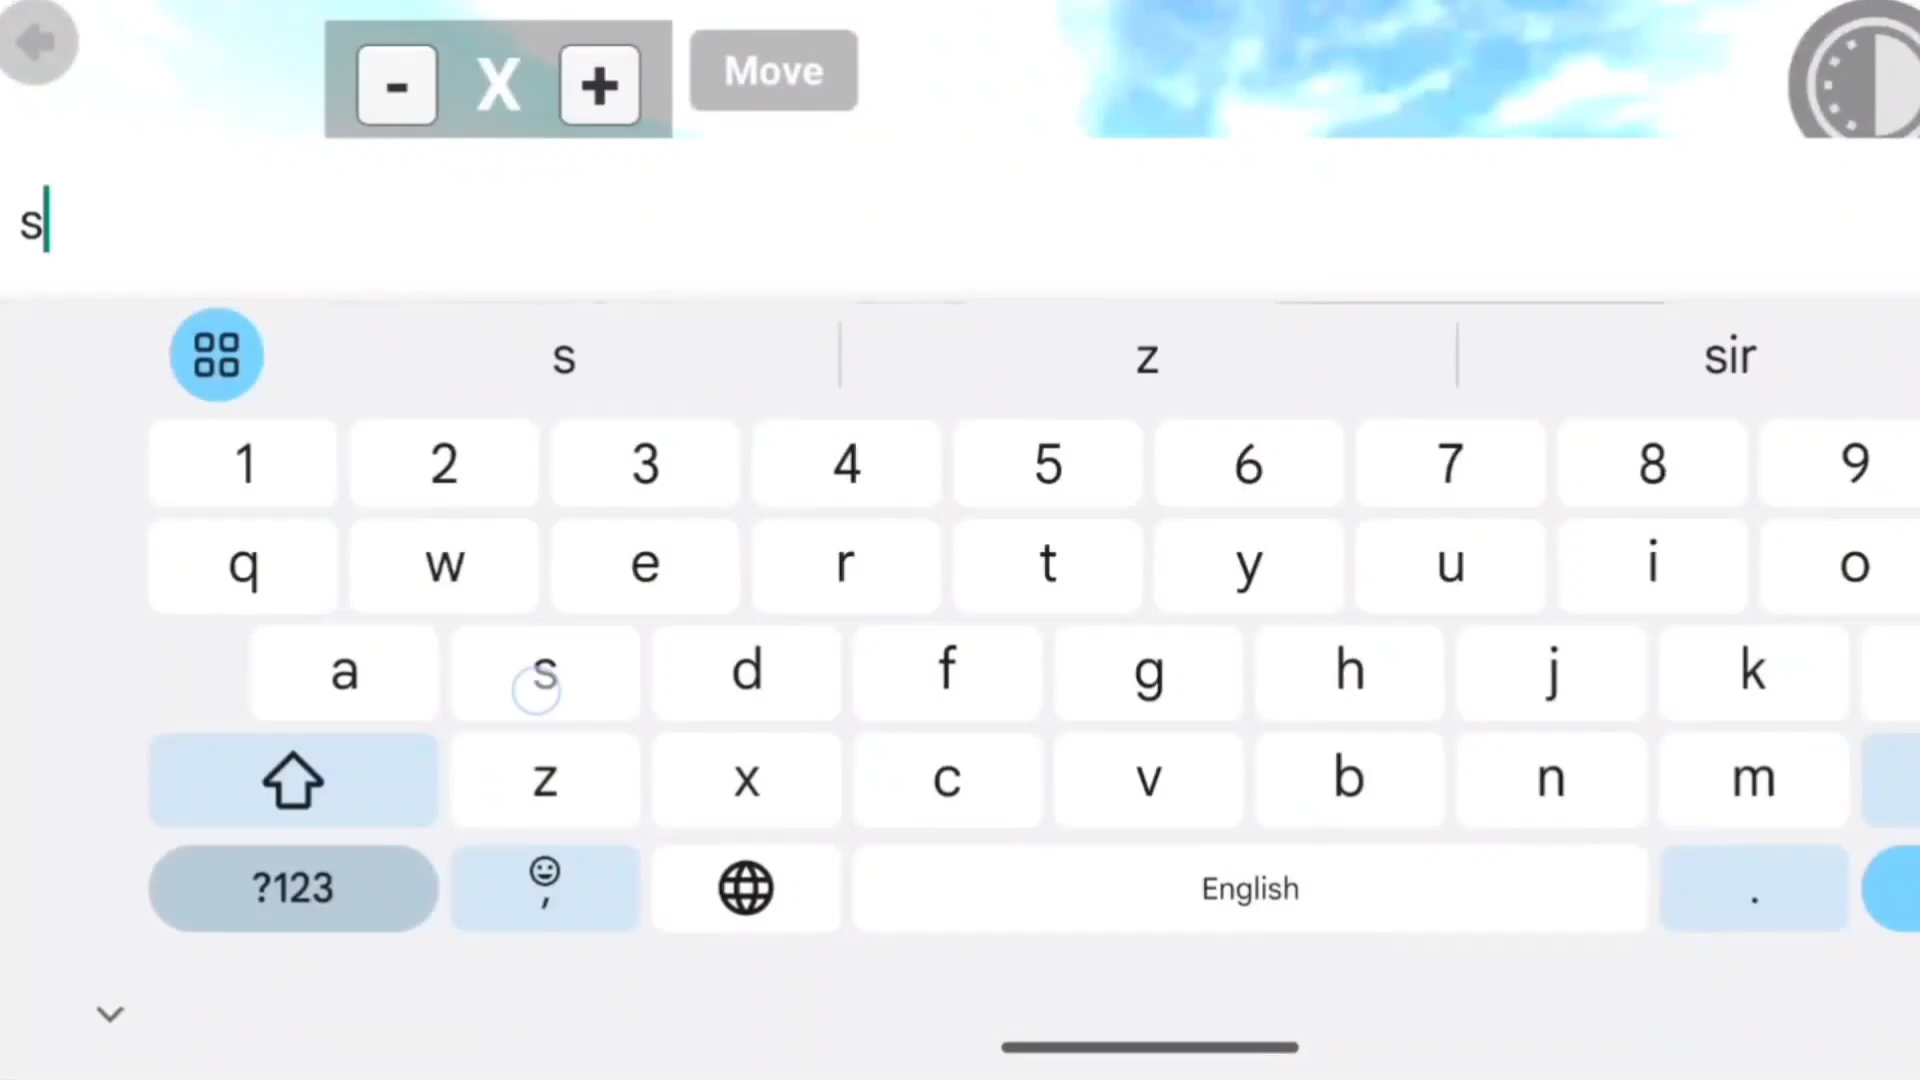 - X + Move
s
s z sir
1 2 3 4 5 6 7 8 9
q w e r t y u i o
a s d f g h j k
z x c v b n m
?123 , English .